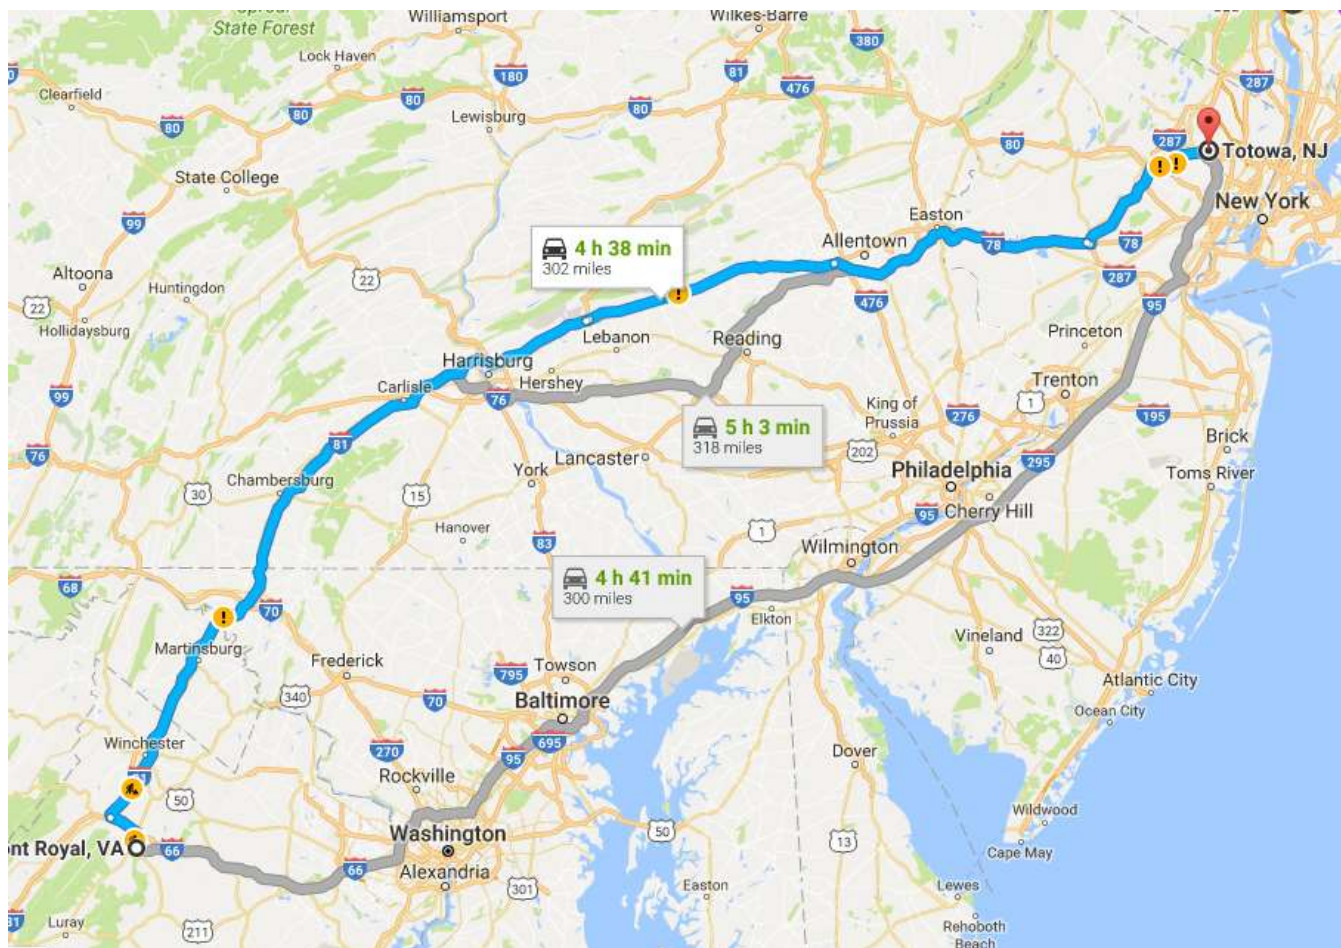 Sproul
State Forest
Williamsport
Wilkes-Barre
380
287
Lock Haven
180
81
476
287
Clearfield
80
80
80
80
Lewisburg
80
287
Totowa, NJ
State College
New York
99
Easton
78
78
Allentown
4 h 38 min
302 miles
Altoona
22
Huntingdon
22
287
476
95
Hollidaysburg
Lebanon
Reading
Princeton
Harrisburg
Hershey
Carlisle
99
76
Trenton
King of
Prussia
276
1
195
5 h 3 min
318 miles
81
76
202
295
Brick
Lancaster
York
Philadelphia
Toms River
Chambersburg
30
15
Cherry Hill
95
Hanover
83
1
Wilmington
4 h 41 min
300 miles
68
70
95
Elkton
Vineland
322
40
Martinsburg
Frederick
795
Towson
340
70
Baltimore
Atlantic City
Ocean City
Winchester
270
95
695
Dover
Rockville
50
Wildwood
Washington
50
13
Cape May
ont Royal, VA
66
66
Alexandria
301
Easton
Lewes
Luray
211
Rehoboth
Beach